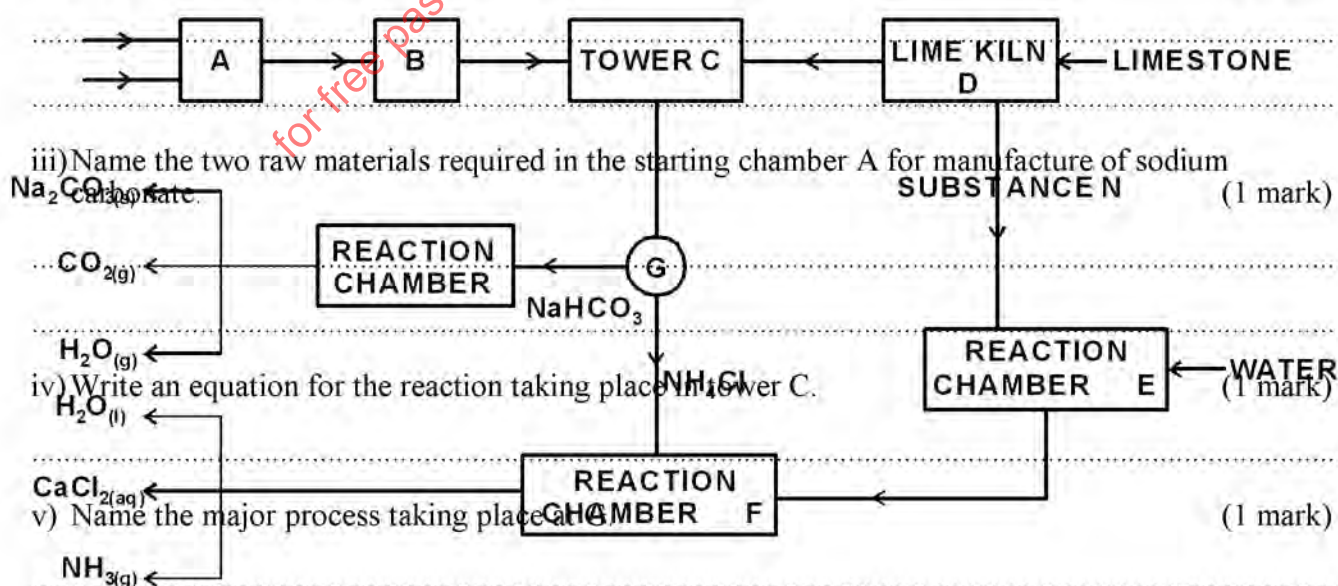 A
B
TOWER C
LIME KILN
D
LIMESTONE
for free pas
iii) Name the two raw materials required in the starting chamber A for manufacture of sodium
carbonate. (1 mark)
Na₂CO₃(s)
SUBSTANCE N
CO₂(g)
REACTION
CHAMBER
G
NaHCO₃
H₂O(g)
REACTION
CHAMBER E
WATER
iv) Write an equation for the reaction taking place in tower C. (1 mark)
NH₄Cl
H₂O(l)
CaCl₂(aq)
REACTION
CHAMBER F
v) Name the major process taking place at G. (1 mark)
NH₃(g)